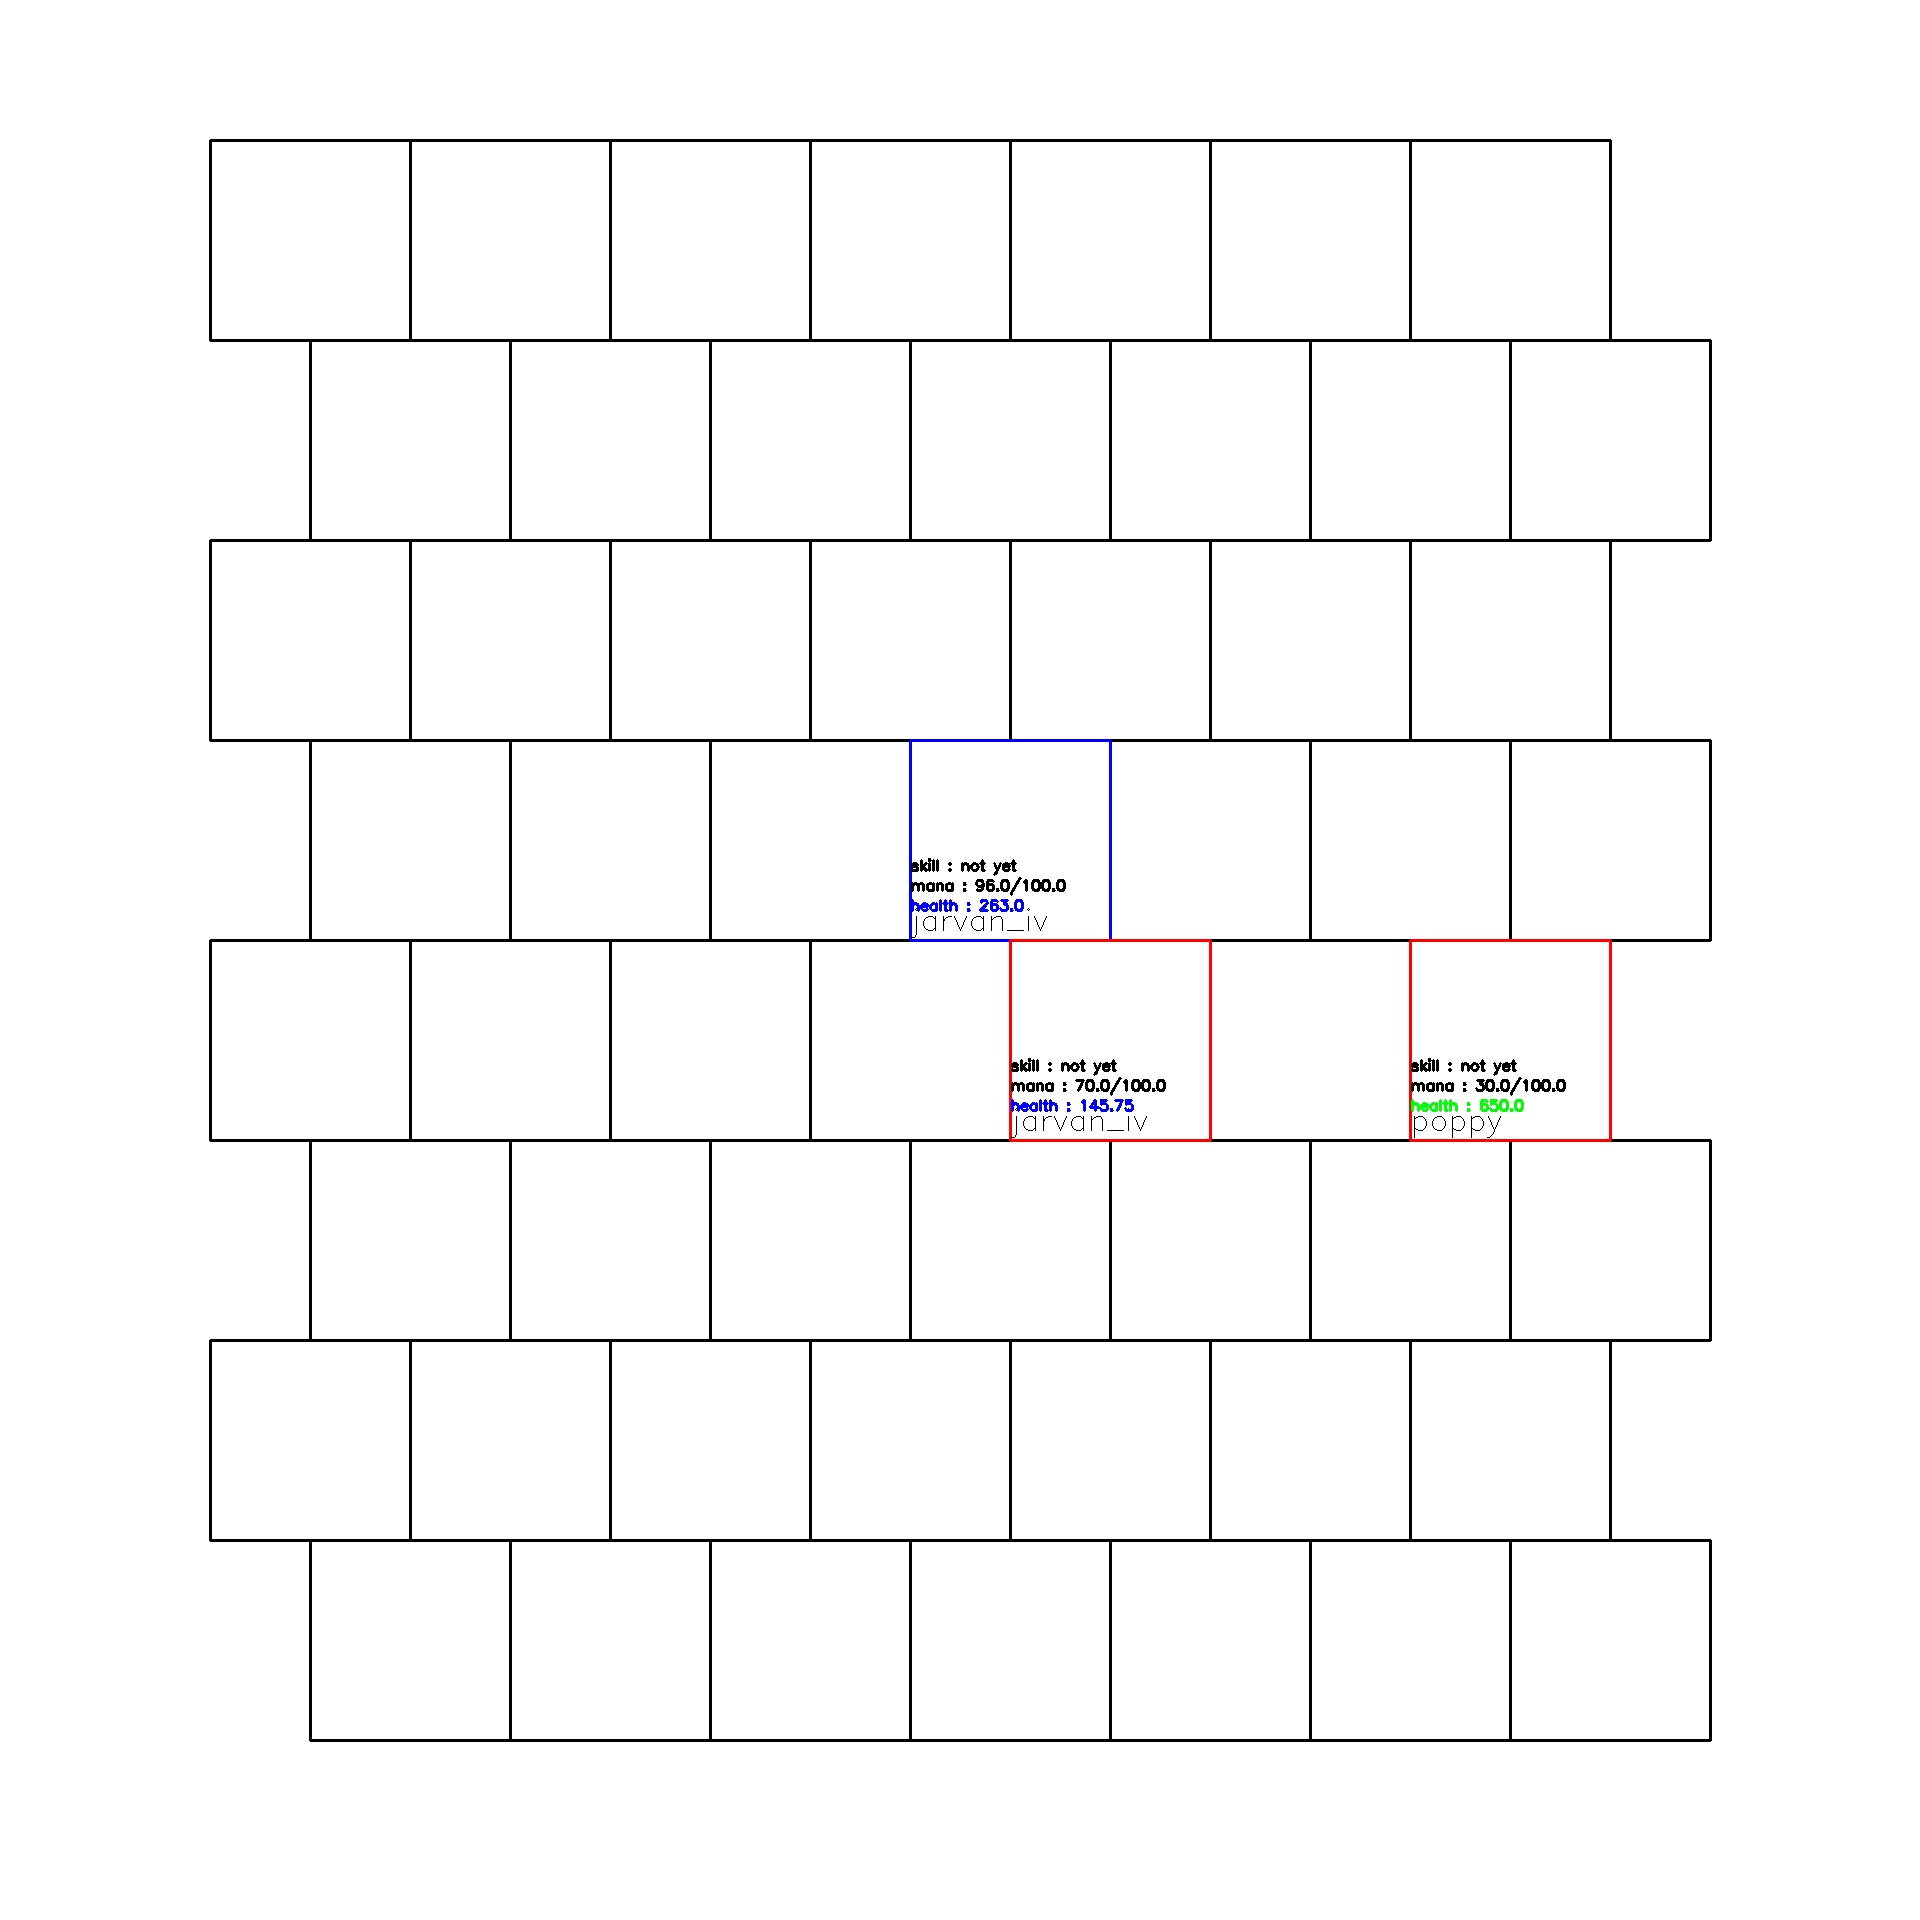 skill : not yet
mana : 96.0/100.0
health : 263.0
jarvan_iv
skill : not yet
mana : 70.0/100.0
health : 145.75
jarvan_iv
skill : not yet
mana : 30.0/100.0
health : 650.0
poppy